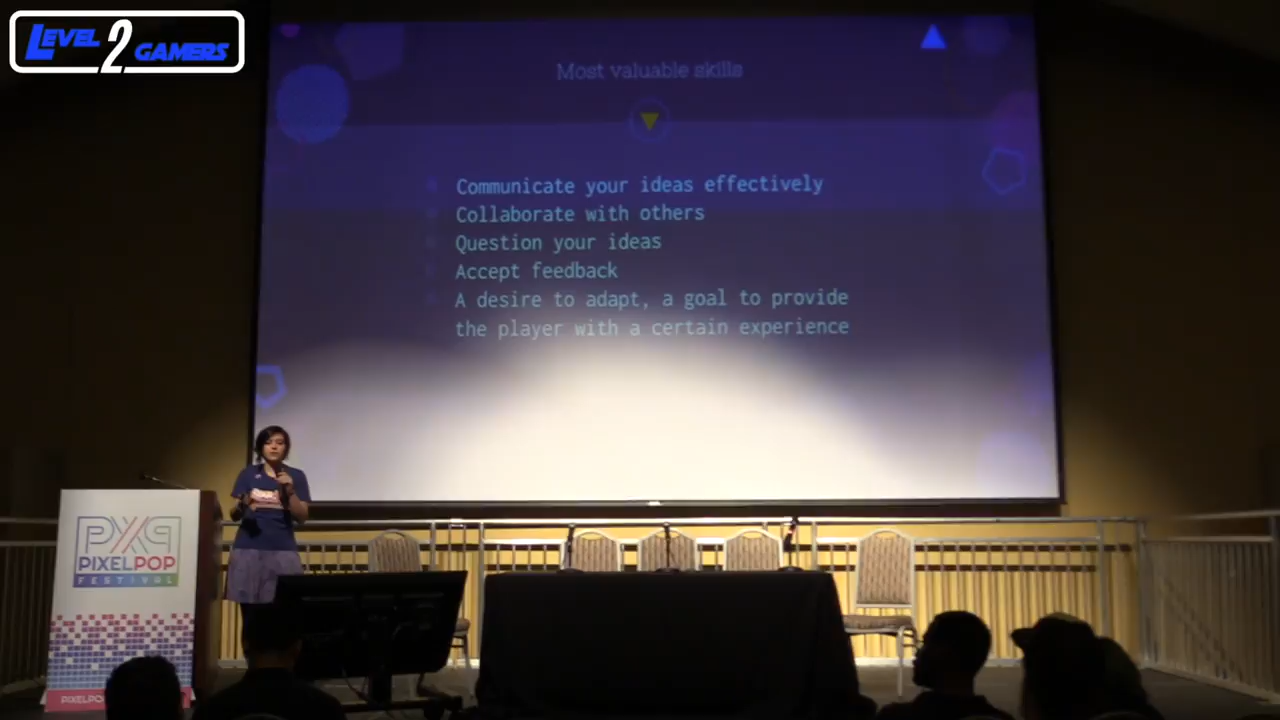 LEVEL 2 GAMERS
Most valuable skills
Communicate your ideas effectively
Collaborate with others
Question your ideas
Accept feedback
A desire to adapt, a goal to provide
the player with a certain experience
PXP
PIXELPOP
FESTIVAL